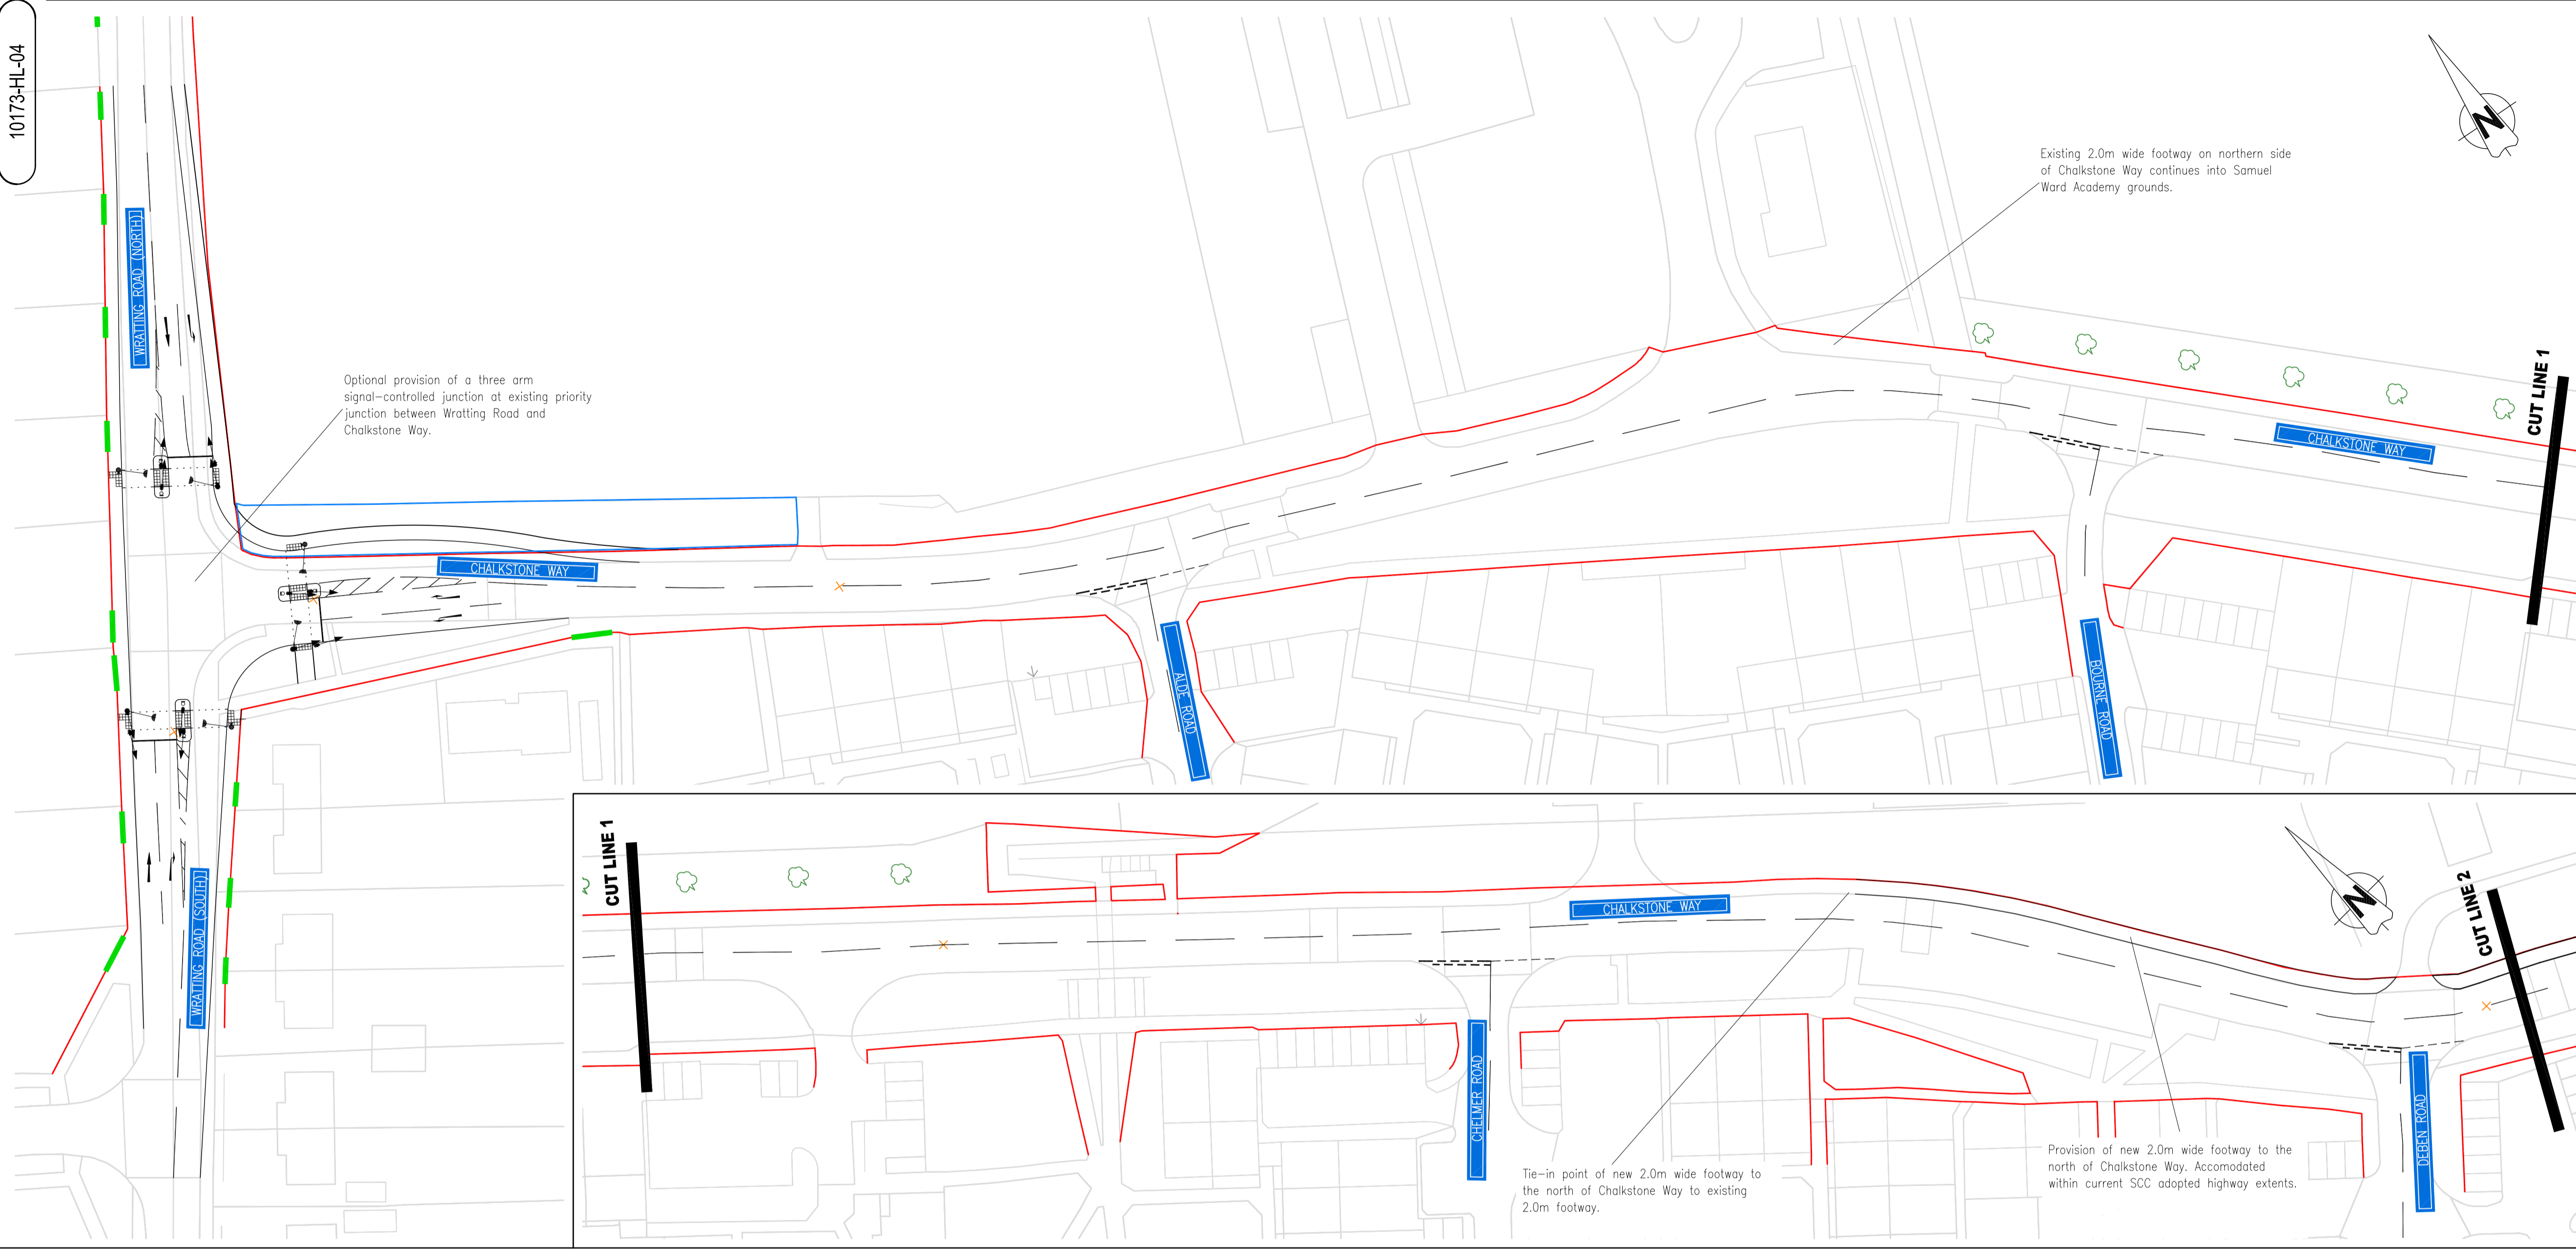 10173-HL-04
N
Existing 2.0m wide footway on northern side
of Chalkstone Way continues into Samuel
Ward Academy grounds.
WRATTING ROAD (NORTH)
Optional provision of a three arm
signal-controlled junction at existing priority
junction between Wratting Road and
Chalkstone Way.
CUT LINE 1
CHALKSTONE WAY
CHALKSTONE WAY
ALDE ROAD
BOURNE ROAD
WRATTING ROAD (SOUTH)
CUT LINE 1
CHALKSTONE WAY
N
CUT LINE 2
CHELMER ROAD
DEBEN ROAD
Tie-in point of new 2.0m wide footway to
the north of Chalkstone Way to existing
2.0m footway.
Provision of new 2.0m wide footway to the
north of Chalkstone Way. Accomodated
within current SCC adopted highway extents.